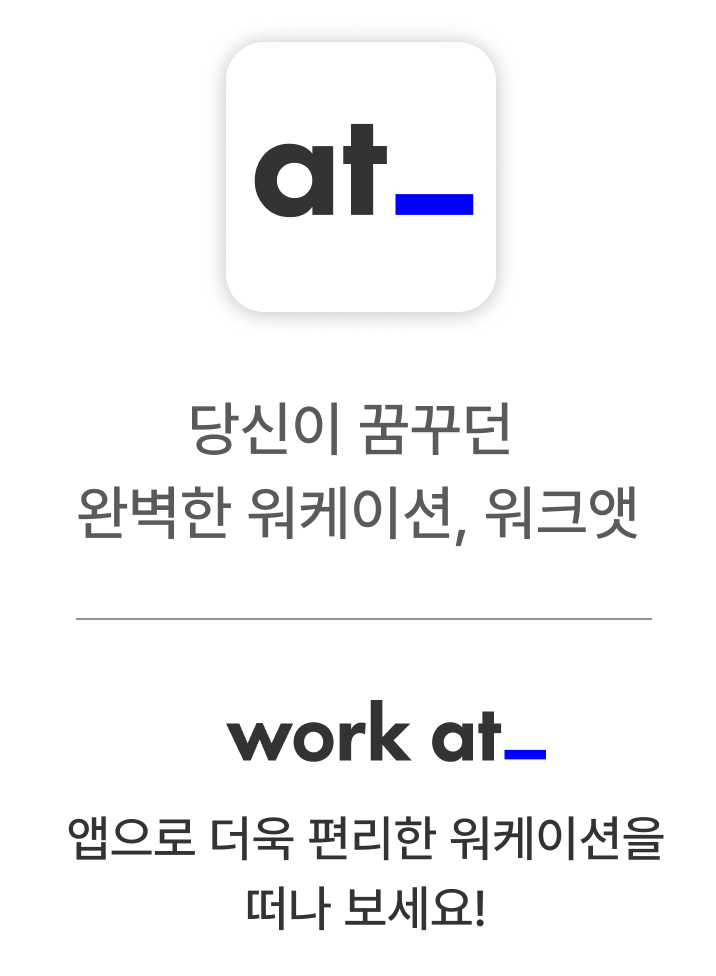 at_
당신이 꿈꾸던
완벽한 워케이션, 워크앳
work at_
앱으로 더욱 편리한 워케이션을
떠나 보세요!